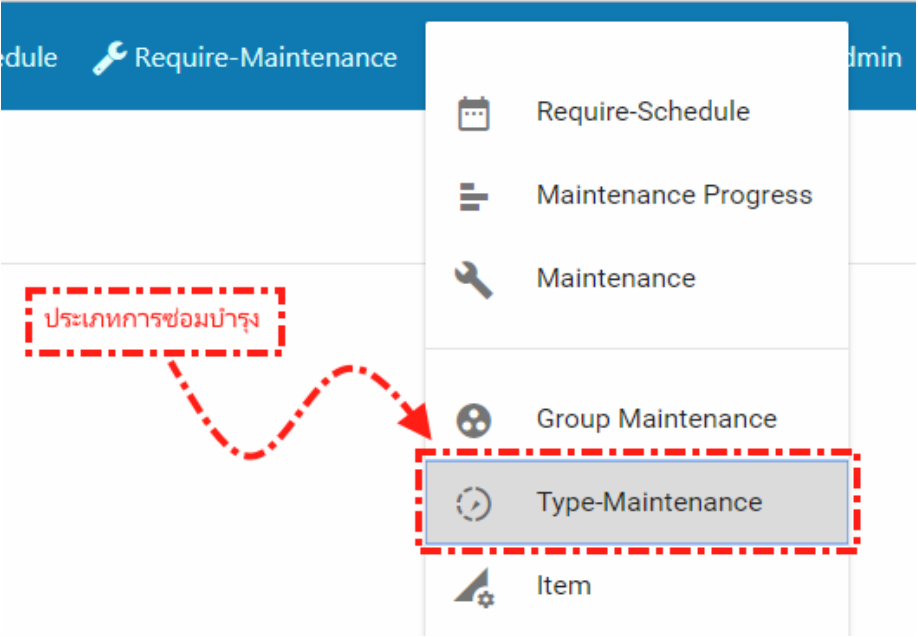 edule Require-Maintenance dmin
Require-Schedule
Maintenance Progress
Maintenance
ประเภทการซ่อมบำรุง
Group Maintenance
Type-Maintenance
Item